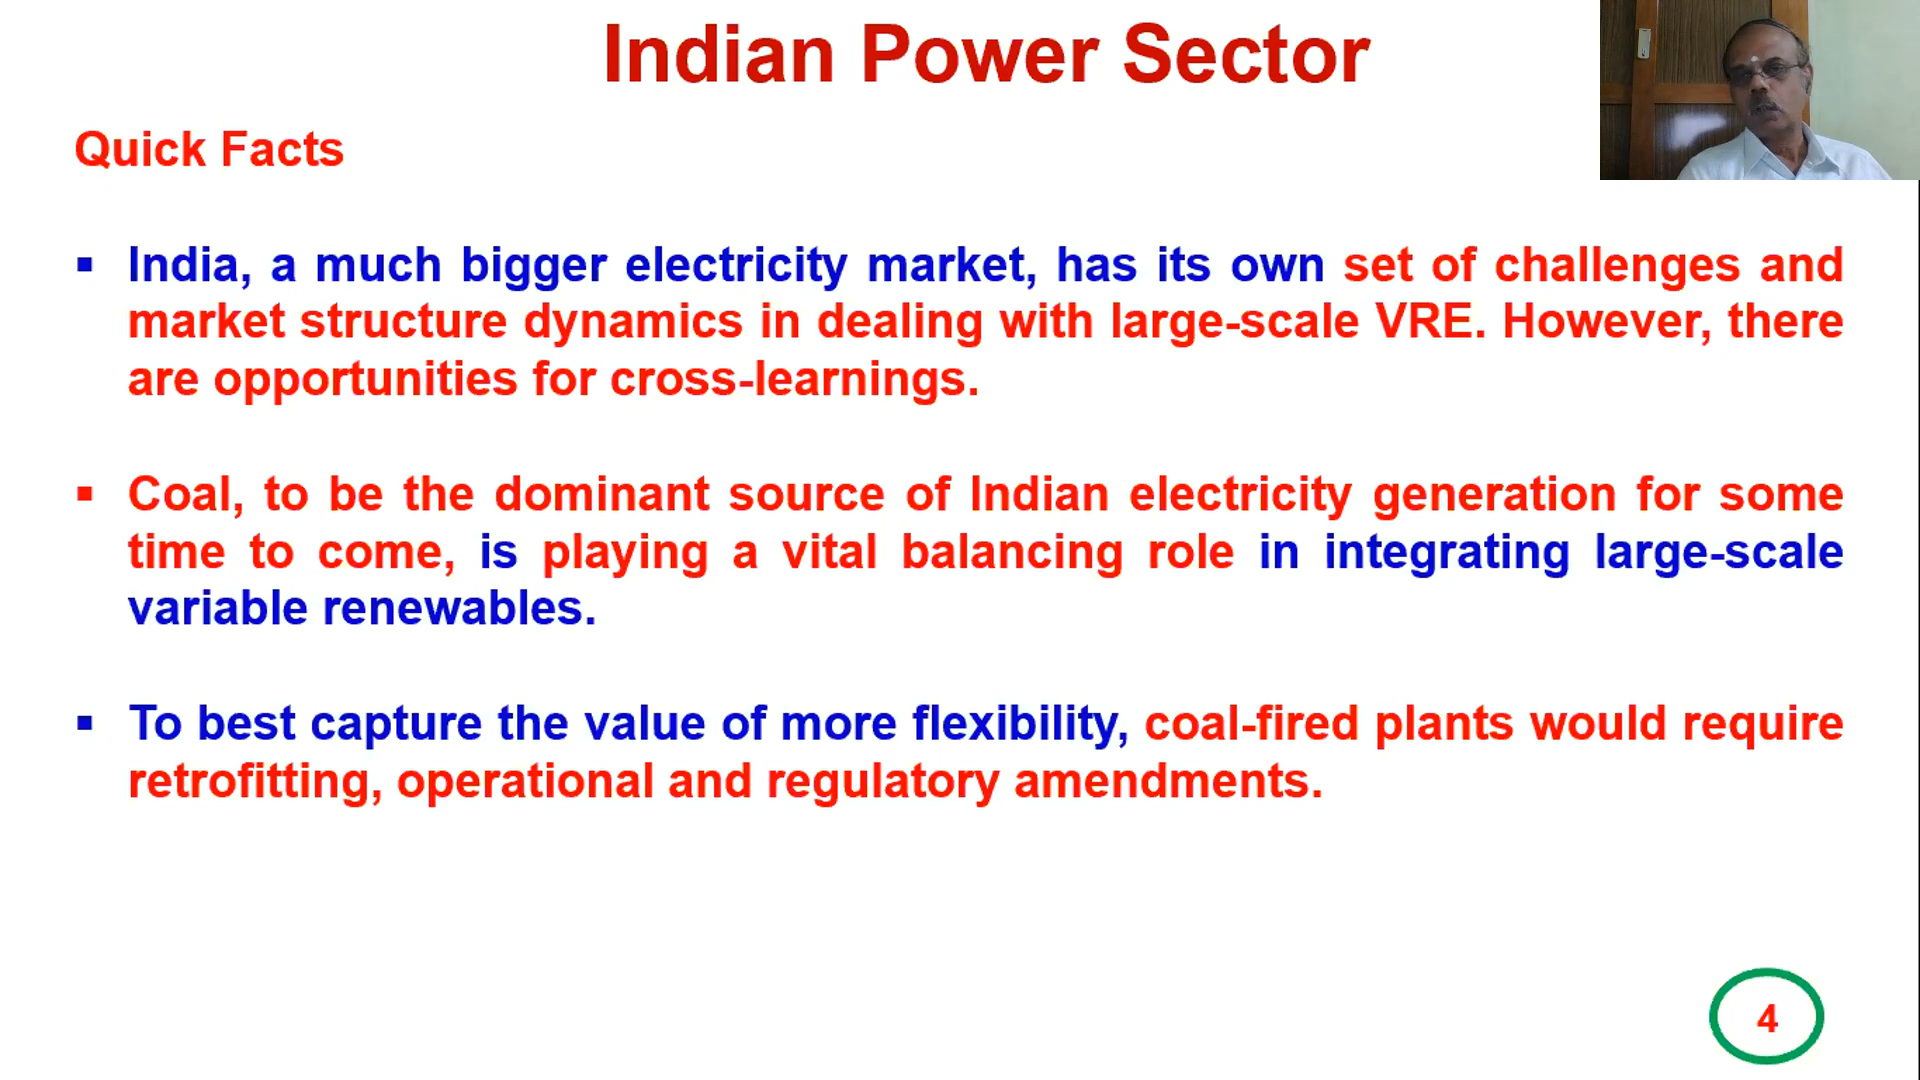 Indian Power Sector
Quick Facts
▪ India, a much bigger electricity market, has its own set of challenges and
market structure dynamics in dealing with large-scale VRE. However, there
are opportunities for cross-learnings.
▪ Coal, to be the dominant source of Indian electricity generation for some
time to come, is playing a vital balancing role in integrating large-scale
variable renewables.
▪ To best capture the value of more flexibility, coal-fired plants would require
retrofitting, operational and regulatory amendments.
4